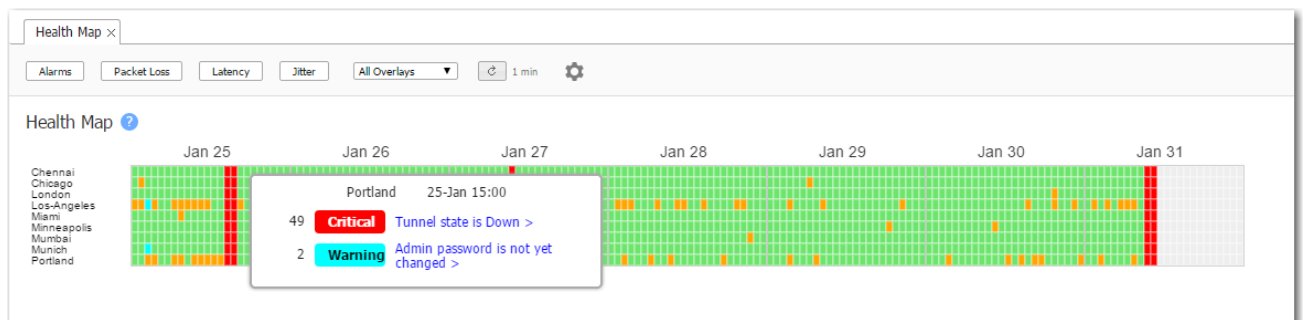 Health Map ×
Alarms Packet Loss Latency Jitter All Overlays ▼ 1 min
Health Map ?
Jan 25 Jan 26 Jan 27 Jan 28 Jan 29 Jan 30 Jan 31
Chennai
Chicago
London
Los-Angeles
Miami
Minneapolis
Mumbai
Munich
Portland
Portland 25-Jan 15:00
49 Critical Tunnel state is Down >
2 Warning Admin password is not yet
changed >